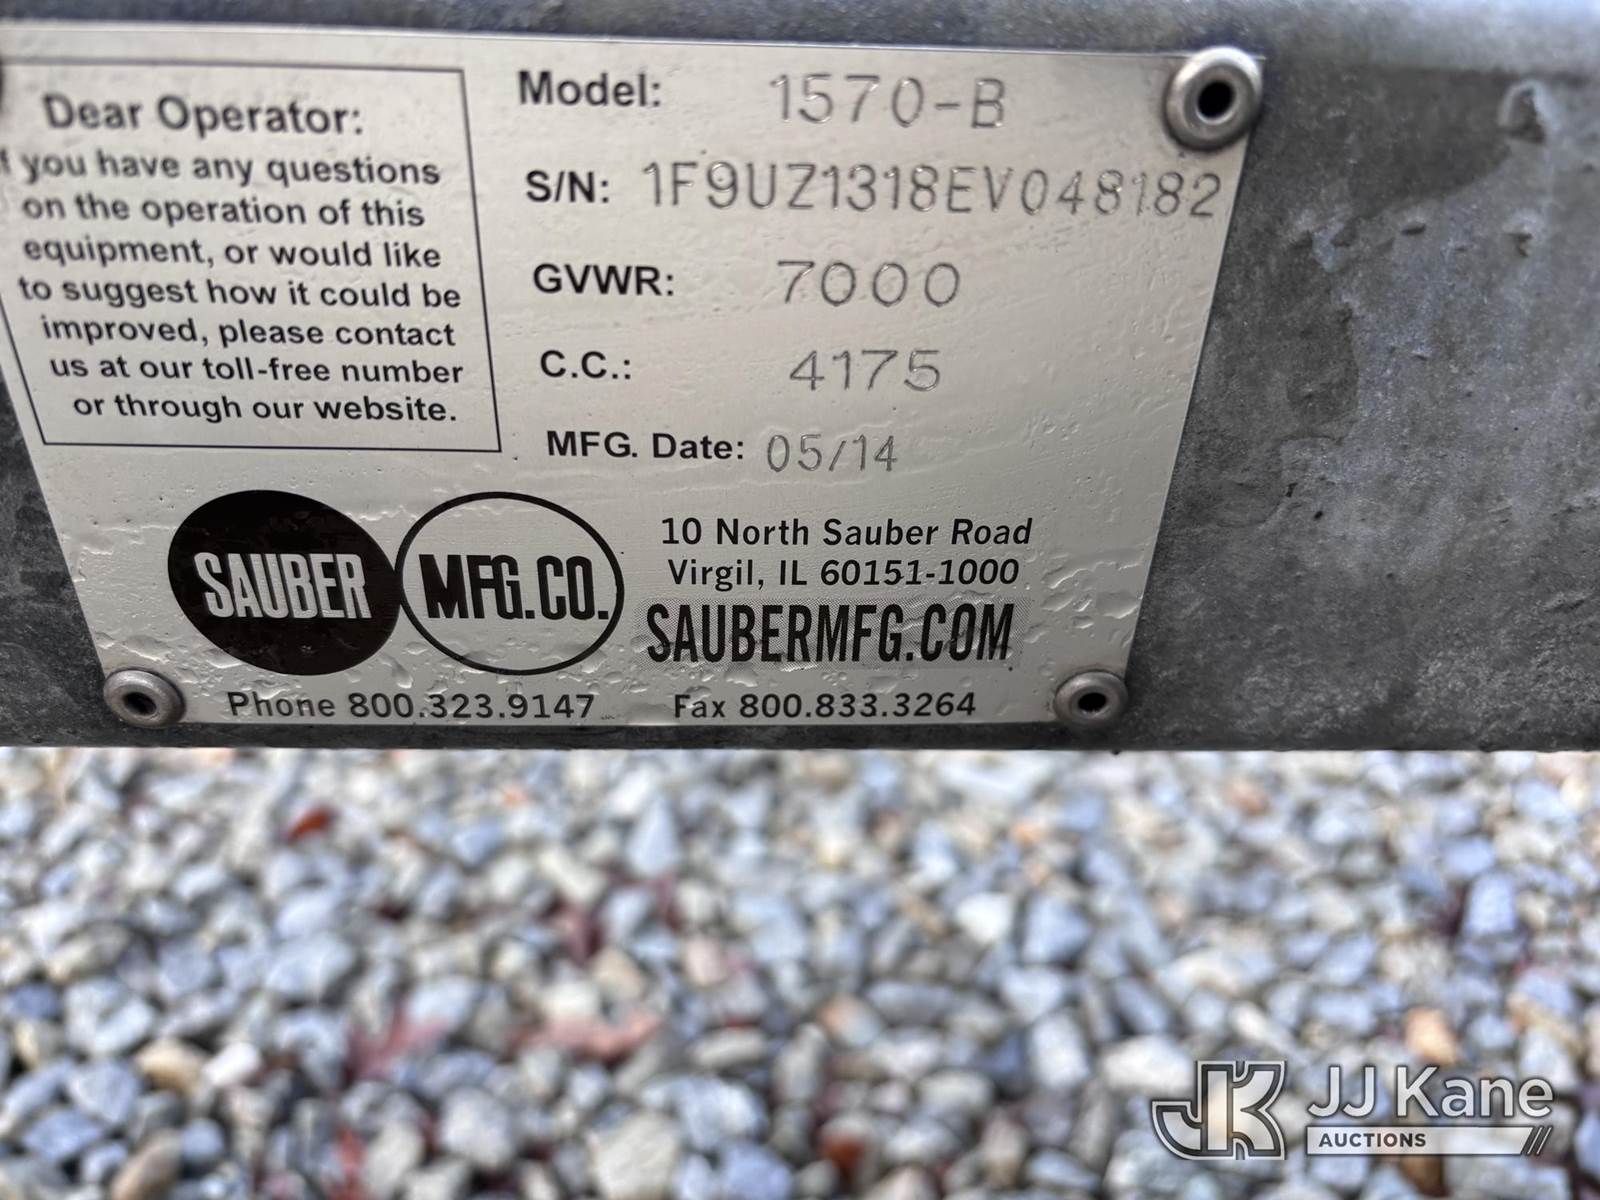 Dear Operator:
If you have any questions
on the operation of this
equipment, or would like
to suggest how it could be
improved, please contact
us at our toll-free number
or through our website.
Model: 1570-B
S/N: 1F9UZ1318EV048182
GVWR: 7000
C.C.: 4175
MFG. Date: 05/14
SAUBER MFG.CO.
10 North Sauber Road
Virgil, IL 60151-1000
SAUBERMFG.COM
Phone 800.323.9147 Fax 800.833.3264
JK JJ Kane
AUCTIONS